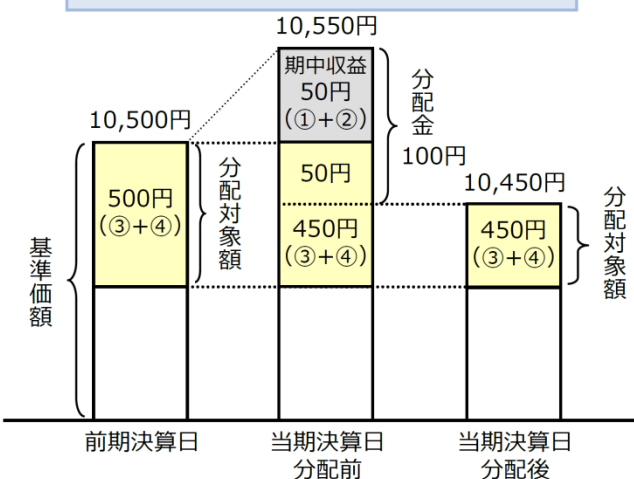 10,550円
期中収益
50円
(①+②)
分配金
100円
10,500円
500円
(③+④)
分配対象額
50円
450円
(③+④)
10,450円
450円
(③+④)
分配対象額
基準価額
前期決算日
当期決算日
分配前
当期決算日
分配後